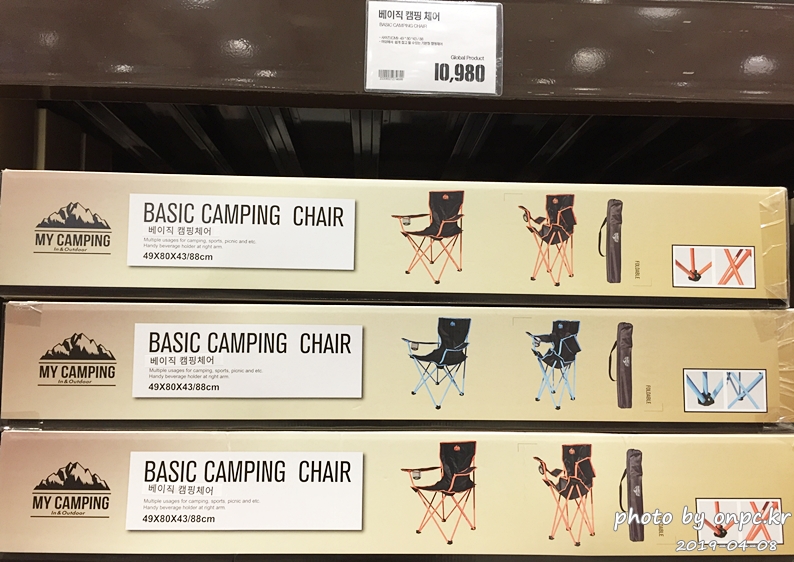 베이직 캠핑 체어
BASIC CAMPING CHAIR
Global Product
10,980
MY CAMPING
In & Outdoor
BASIC CAMPING CHAIR
베이직 캠핑체어
Multiple usages for camping, sports, picnic and etc.
Handy beverage holder at right arm
49X80X43/88cm
FOLDABLE
MY CAMPING
In & Outdoor
BASIC CAMPING CHAIR
베이직 캠핑체어
Multiple usages for camping, sports, picnic and etc.
Handy beverage holder at right arm
49X80X43/88cm
FOLDABLE
MY CAMPING
In & Outdoor
BASIC CAMPING CHAIR
베이직 캠핑체어
Multiple usages for camping, sports, picnic and etc.
Handy beverage holder at right arm
49X80X43/88cm
photo by onpc.kr
2019-04-08